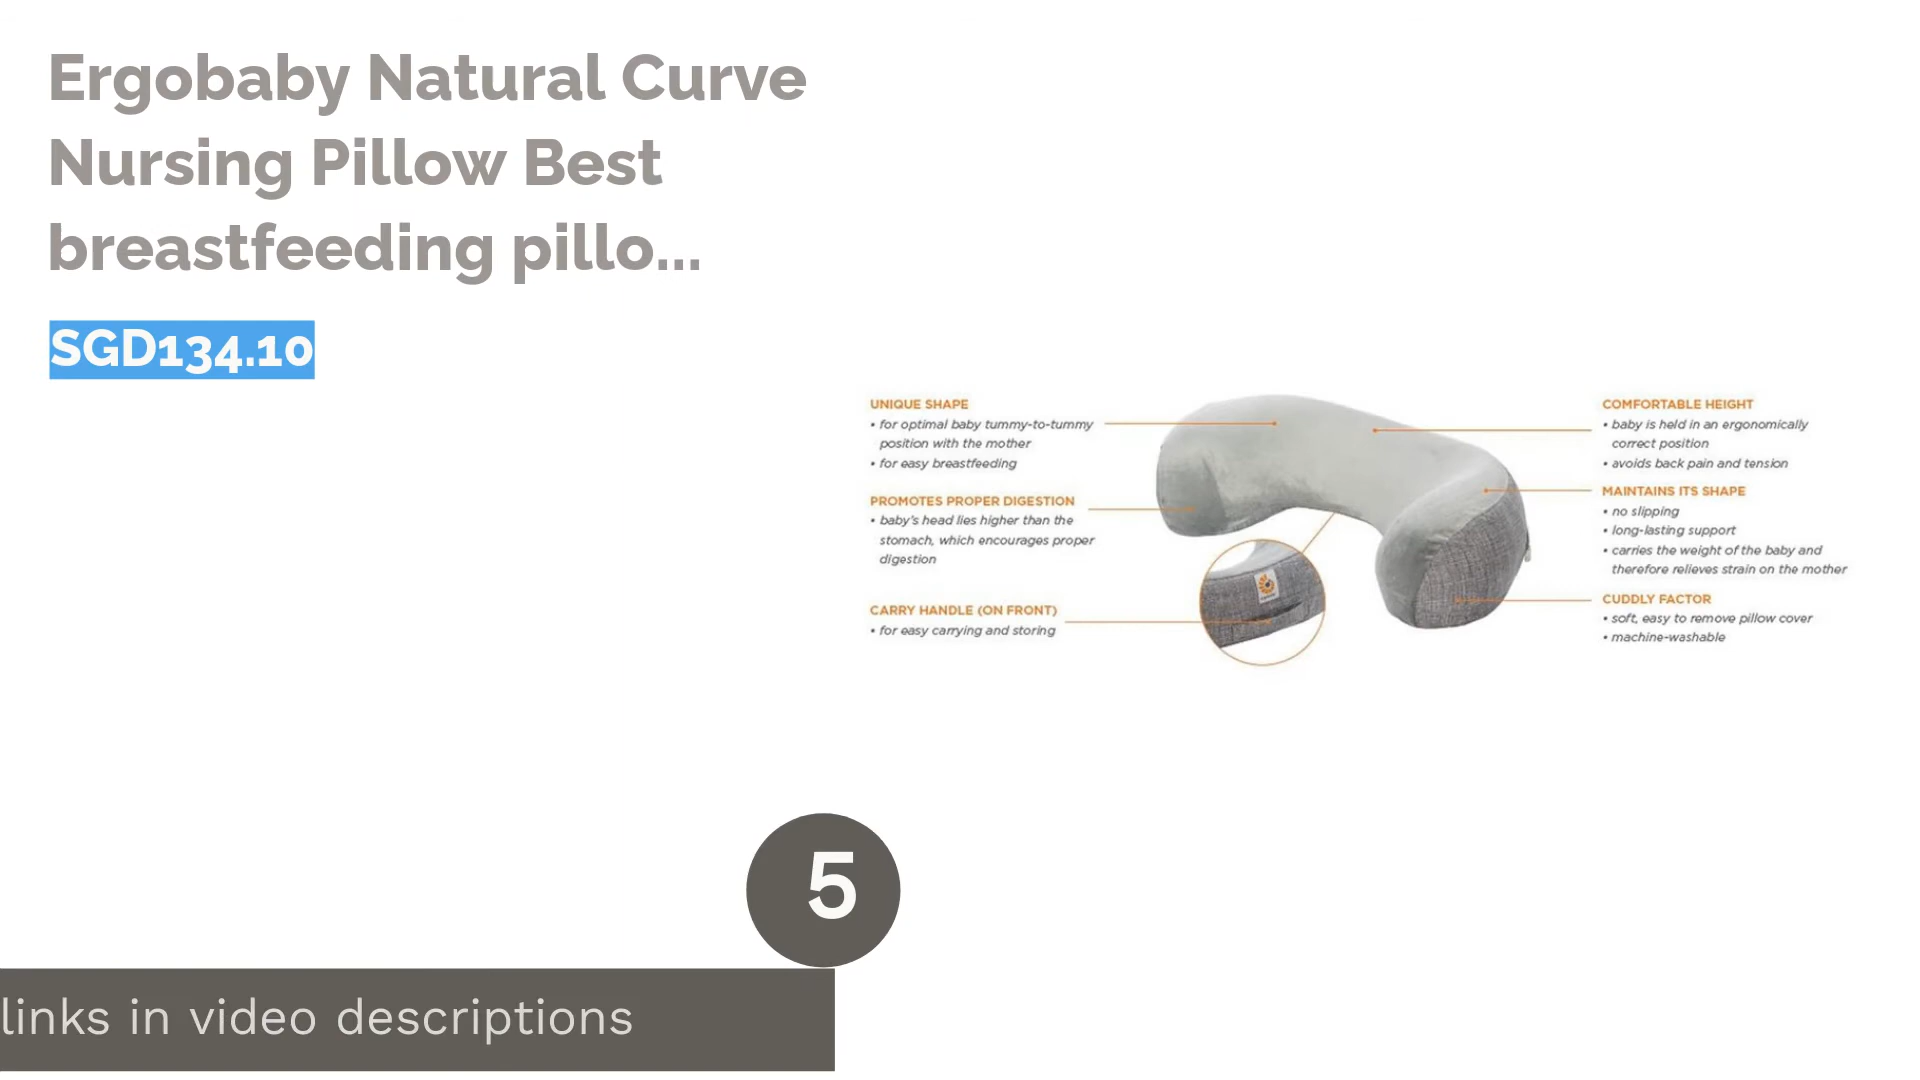 Ergobaby Natural Curve
Nursing Pillow Best
breastfeeding pillo...
SGD134.10
UNIQUE SHAPE
• for optimal baby tummy-to-tummy
position with the mother
• for easy breastfeeding
PROMOTES PROPER DIGESTION
• baby's head lies higher than the
stomach, which encourages proper
digestion
CARRY HANDLE (ON FRONT)
• for easy carrying and storing
COMFORTABLE HEIGHT
• baby is held in an ergonomically
correct position
• avoids back pain and tension
MAINTAINS ITS SHAPE
• no slipping
• long-lasting support
• carries the weight of the baby and
therefore relieves strain on the mother
CUDDLY FACTOR
• soft, easy to remove pillow cover
• machine-washable
5
links in video descriptions